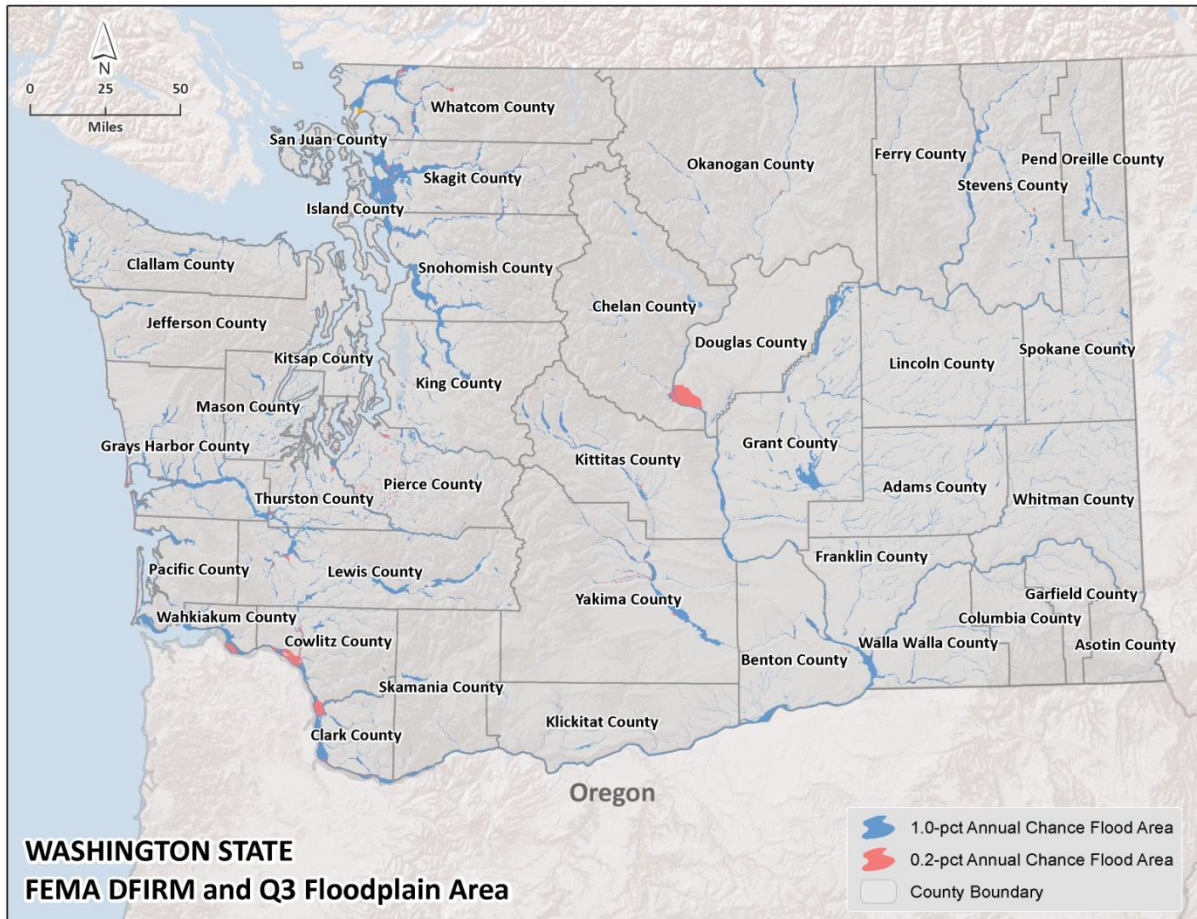 N
0 25 50
Miles
Whatcom County
San Juan County
Okanogan County
Ferry County
Pend Oreille County
Stevens County
Skagit County
Island County
Clallam County
Snohomish County
Chelan County
Jefferson County
Douglas County
Kitsap County
Lincoln County
Spokane County
King County
Mason County
Grays Harbor County
Grant County
Kittitas County
Pierce County
Adams County
Thurston County
Whitman County
Franklin County
Pacific County
Lewis County
Yakima County
Garfield County
Wahkiakum County
Columbia County
Cowlitz County
Walla Walla County
Asotin County
Benton County
Skamania County
Klickitat County
Clark County
Oregon
WASHINGTON STATE
FEMA DFIRM and Q3 Floodplain Area
1.0-pct Annual Chance Flood Area
0.2-pct Annual Chance Flood Area
County Boundary